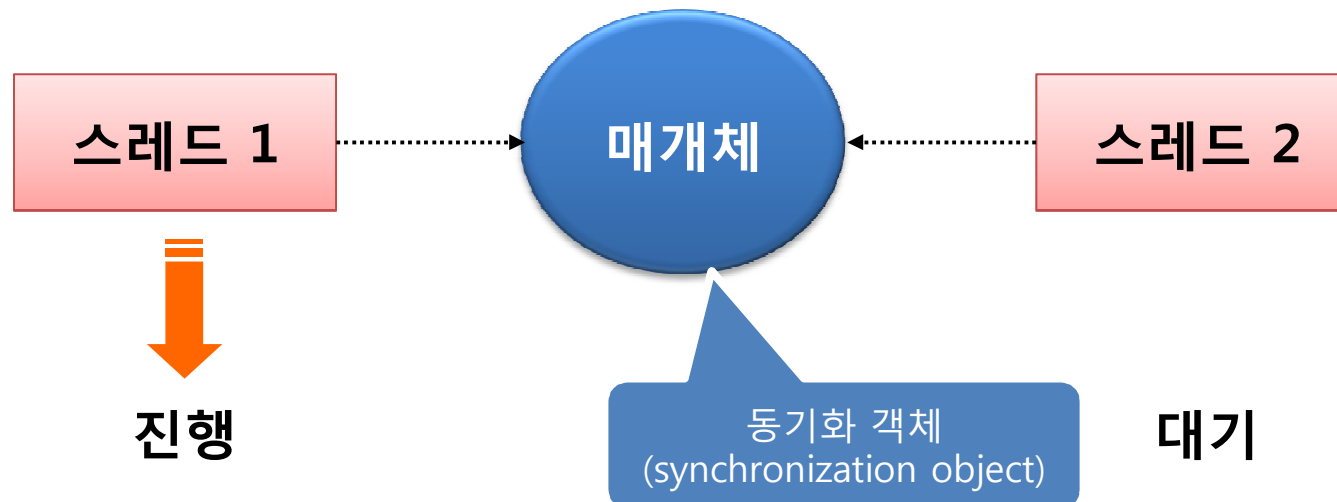 스레드 1
매개체
스레드 2
진행
동기화 객체
(synchronization object)
대기